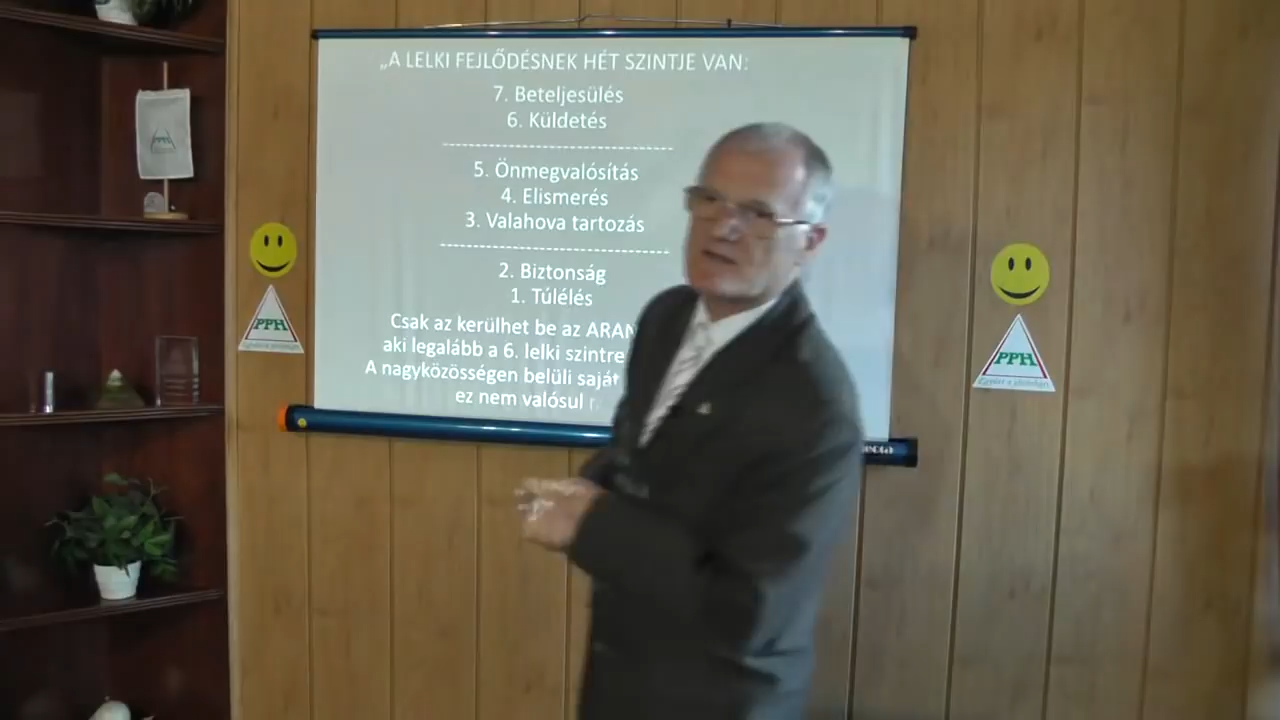 „A LELKI FEJLŐDÉSNEK HÉT SZINTJE VAN:
7. Beteljesülés
6. Küldetés
5. Önmegvalósítás
4. Elismerés
3. Valahova tartozás
2. Biztonság
1. Túlélés
Csak az kerülhet be az
aki legalább a 6. lelki szintre
A nagyközösségen belüli saját
ez nem valósul
PPH
PPH
PPH